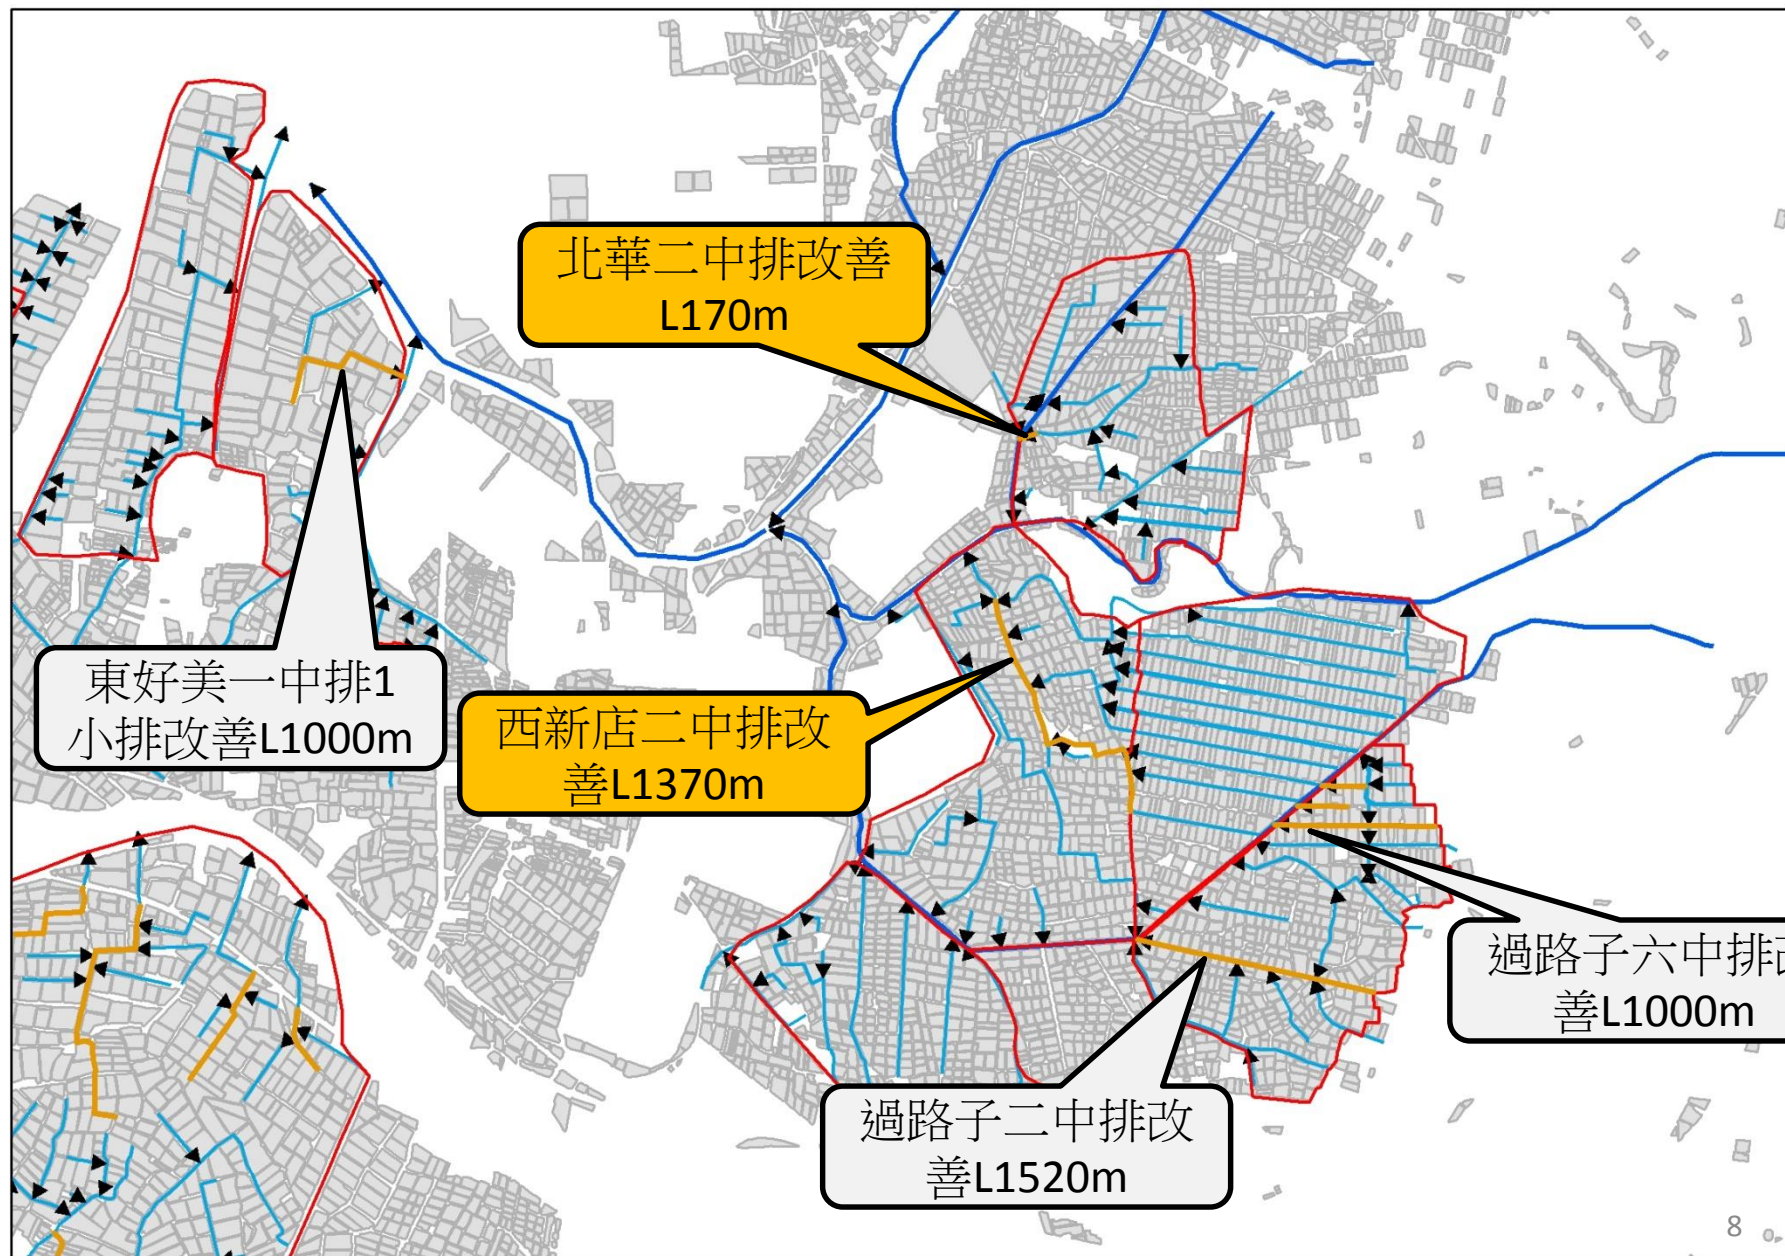 北華二中排改善
L170m
東好美一中排1
小排改善L1000m
西新店二中排改
善L1370m
過路子六中排
善L1000m
過路子二中排改
善L1520m
8